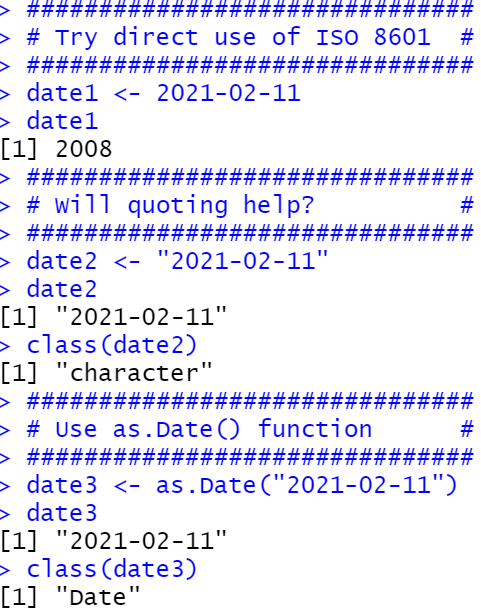 > ###############################
> # Try direct use of ISO 8601  #
> ###############################
> date1 <- 2021-02-11
> date1
[1] 2008
> ###############################
> # Will quoting help?          #
> ###############################
> date2 <- "2021-02-11"
> date2
[1] "2021-02-11"
> class(date2)
[1] "character"
> ###############################
> # Use as.Date() function      #
> ###############################
> date3 <- as.Date("2021-02-11")
> date3
[1] "2021-02-11"
> class(date3)
[1] "Date"